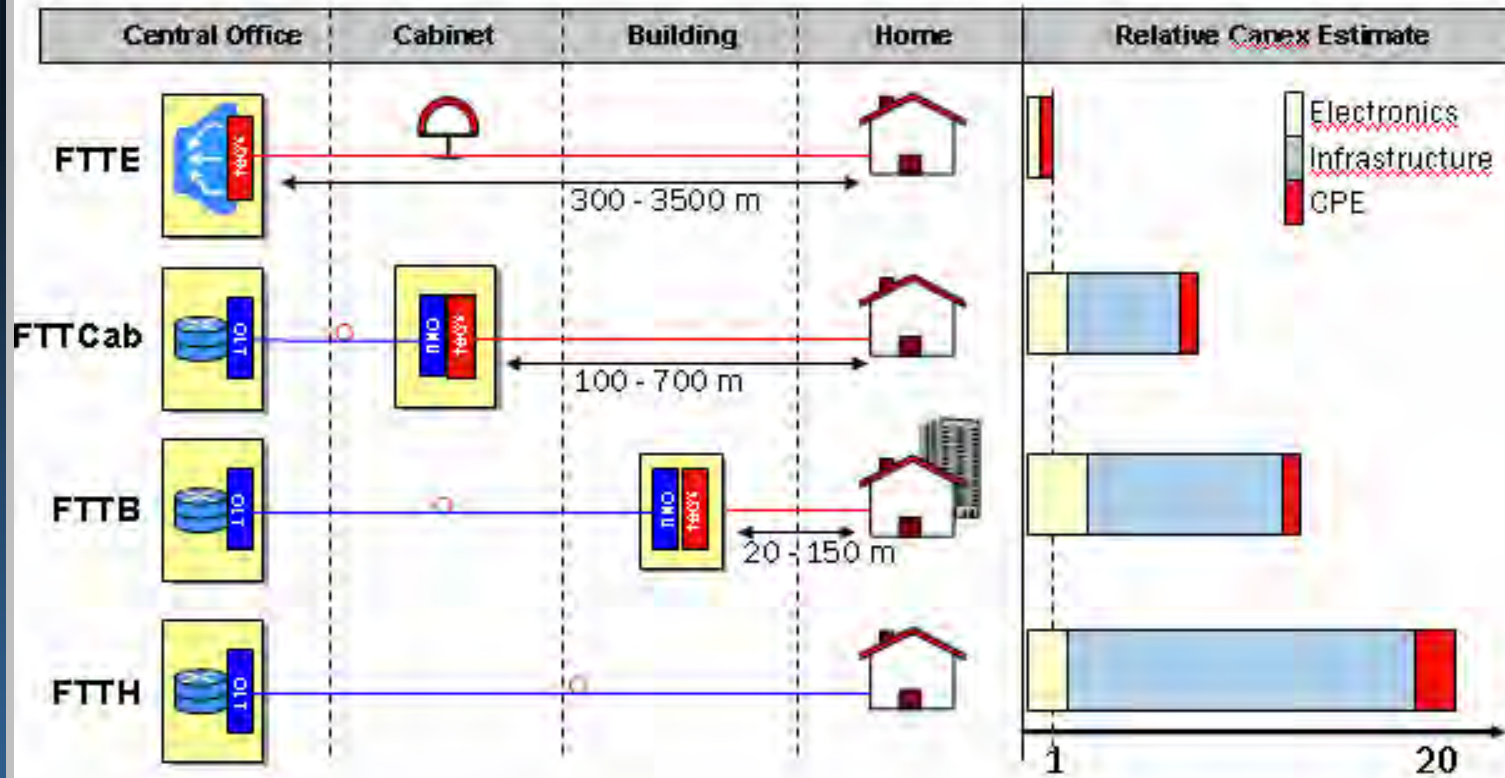 Central Office Cabinet Building Home Relative Capex Estimate
Electronics
Infrastructure
CPE
FTTE
300 - 3500 m
FTTCab
OLT
ONU
100 - 700 m
FTTB
OLT
ONU
20 - 150 m
FTTH
OLT
1 20